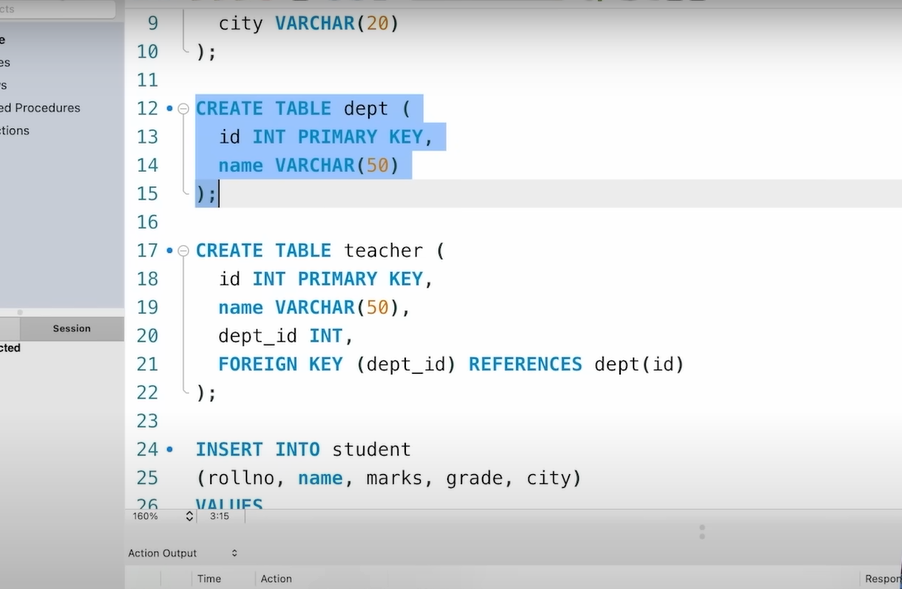 cts
e
es
s
ed Procedures
ctions
Session
cted
9 city VARCHAR(20)
10 );
11
12 CREATE TABLE dept (
13 id INT PRIMARY KEY,
14 name VARCHAR(50)
15 );
16
17 CREATE TABLE teacher (
18 id INT PRIMARY KEY,
19 name VARCHAR(50),
20 dept_id INT,
21 FOREIGN KEY (dept_id) REFERENCES dept(id)
22 );
23
24 INSERT INTO student
25 (rollno, name, marks, grade, city)
26 VALUES
160% 3:15
Action Output
Time Action Respon